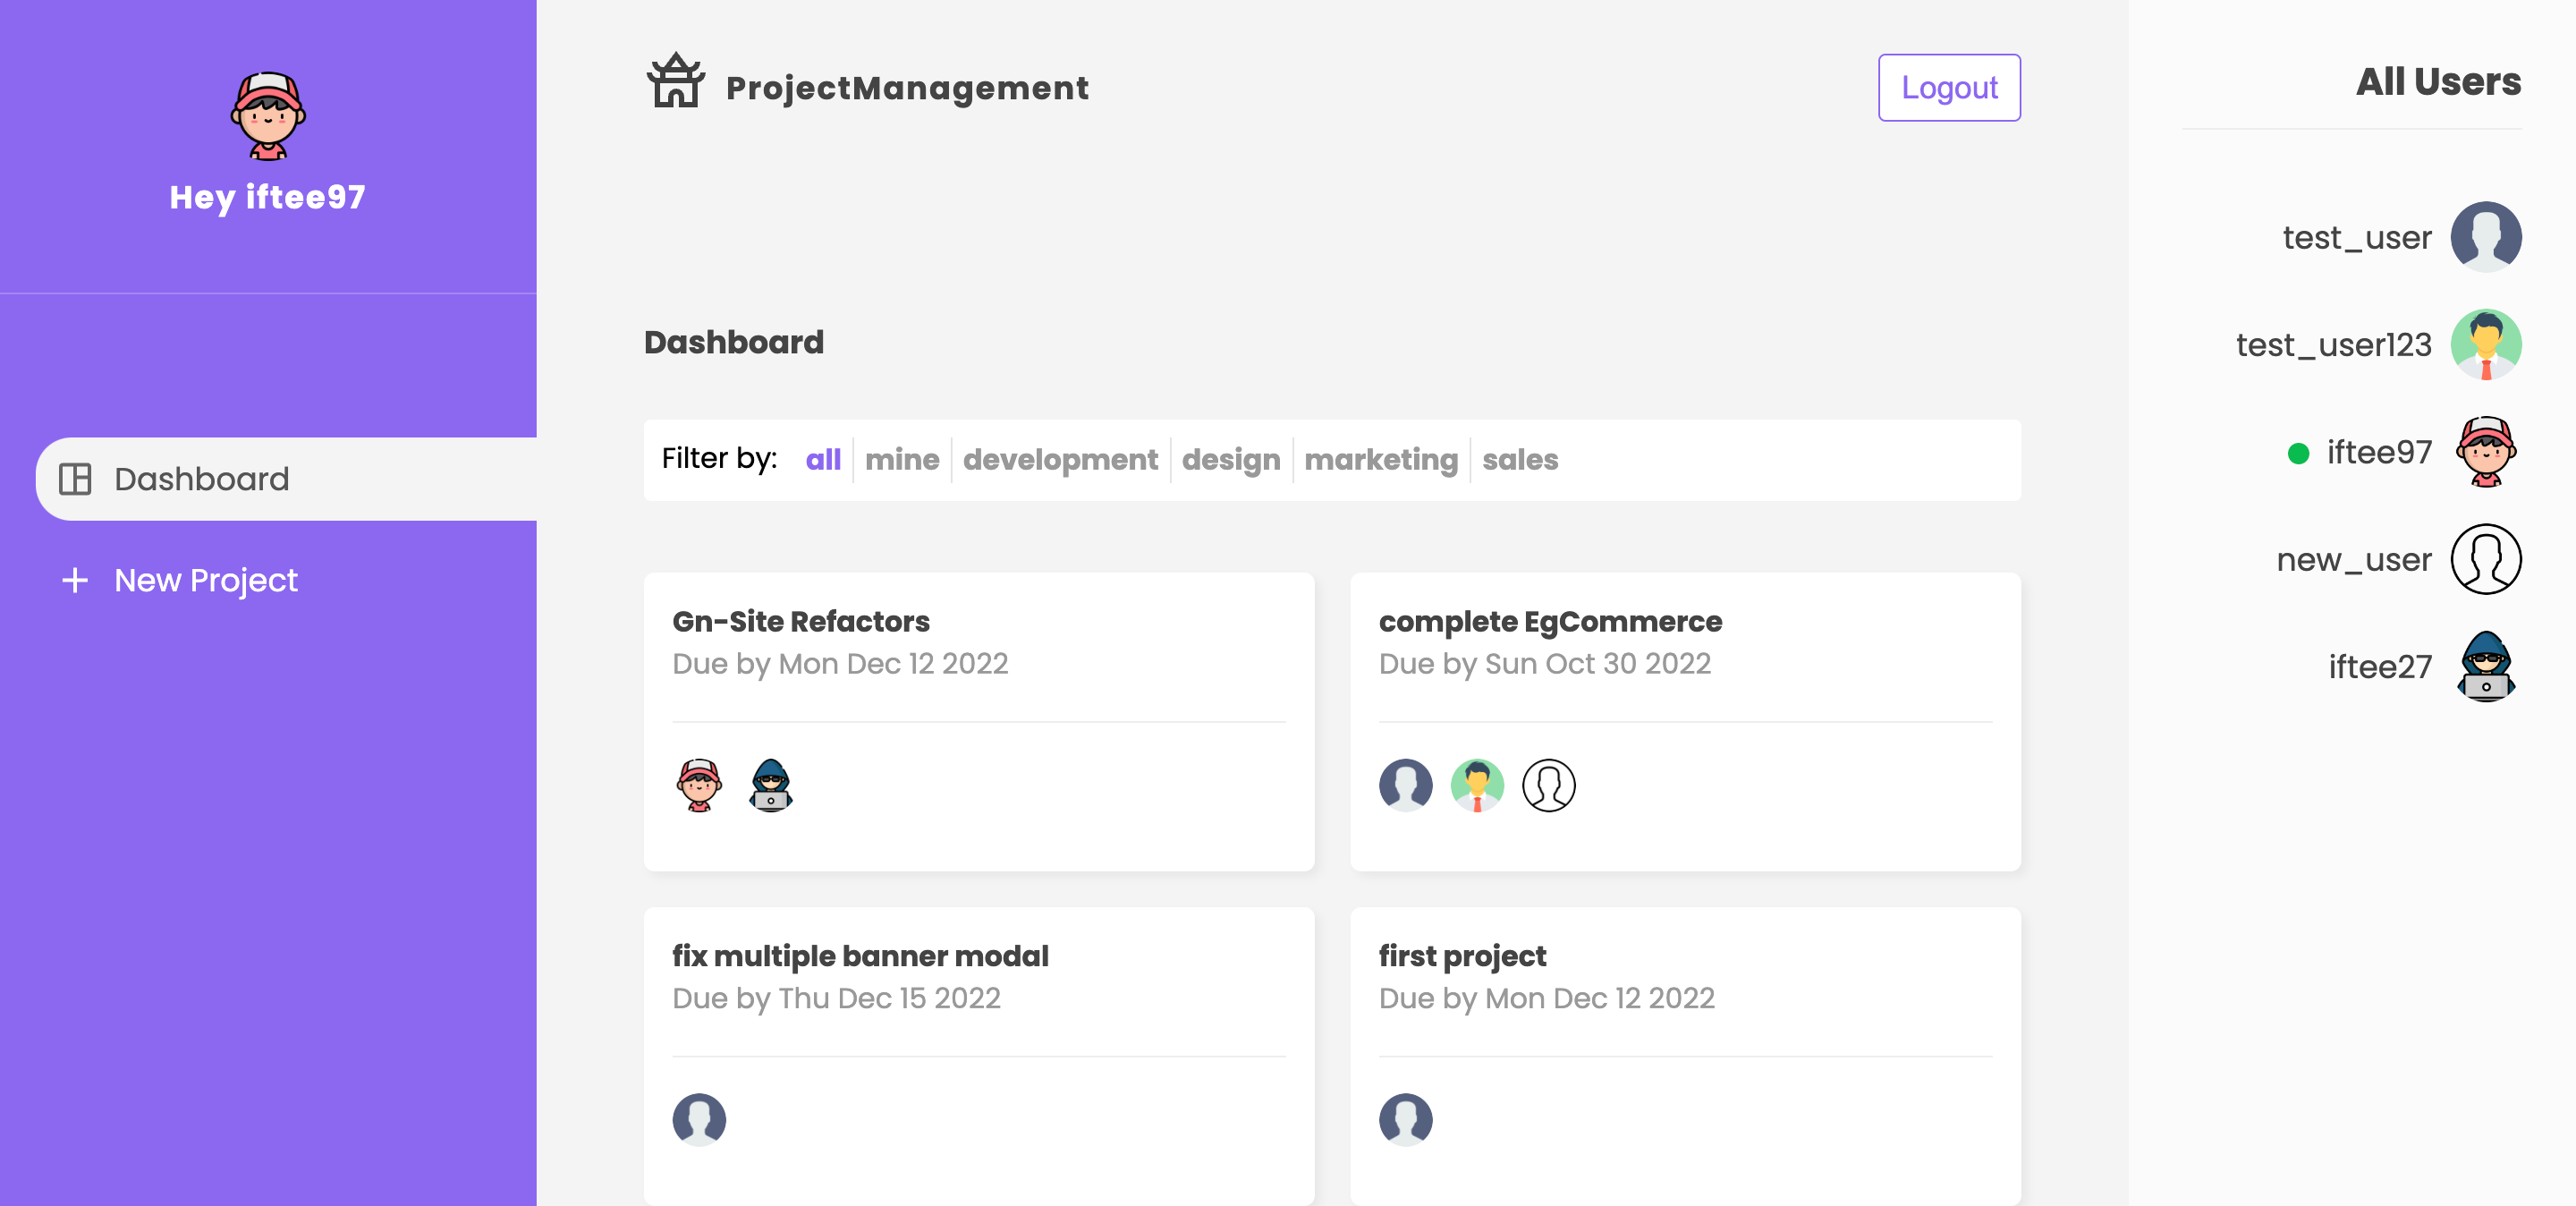 Hey iftee97
Dashboard
New Project
ProjectManagement
Logout
Dashboard
Filter by: all mine development design marketing sales
Gn-Site Refactors
Due by Mon Dec 12 2022
complete EgCommerce
Due by Sun Oct 30 2022
fix multiple banner modal
Due by Thu Dec 15 2022
first project
Due by Mon Dec 12 2022
All Users
test_user
test_user123
iftee97
new_user
iftee27